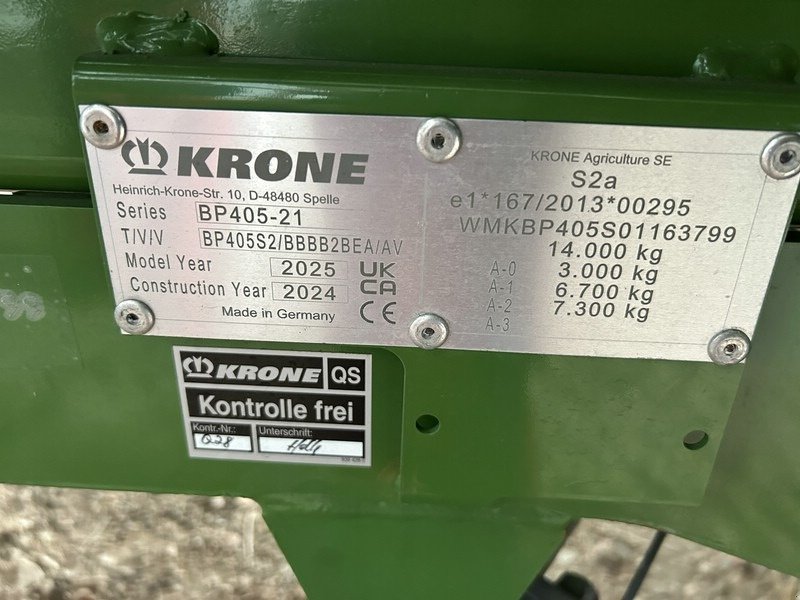 KRONE
Heinrich-Krone-Str. 10, D-48480 Spelle
Series BP405-21
T/V/V BP405S2/BBBB2BEA/AV
Model Year 2025 UK
Construction Year 2024 CA
Made in Germany CE
KRONE Agriculture SE
S2a
e1*167/2013*00295
WMKBP405S01163799
14.000 kg
A-0 3.000 kg
A-1 6.700 kg
A-2 7.300 kg
A-3
KRONE QS
Kontrolle frei
Kontr.-Nr.: Unterschrift:
028